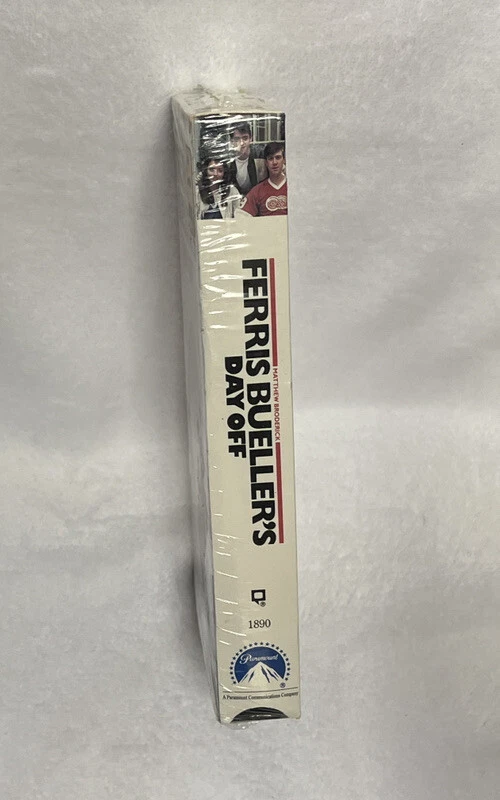 MATTHEW BRODERICK
FERRIS BUELLER'S
DAY OFF
®
1890
Paramount
®
A Paramount Communications Company